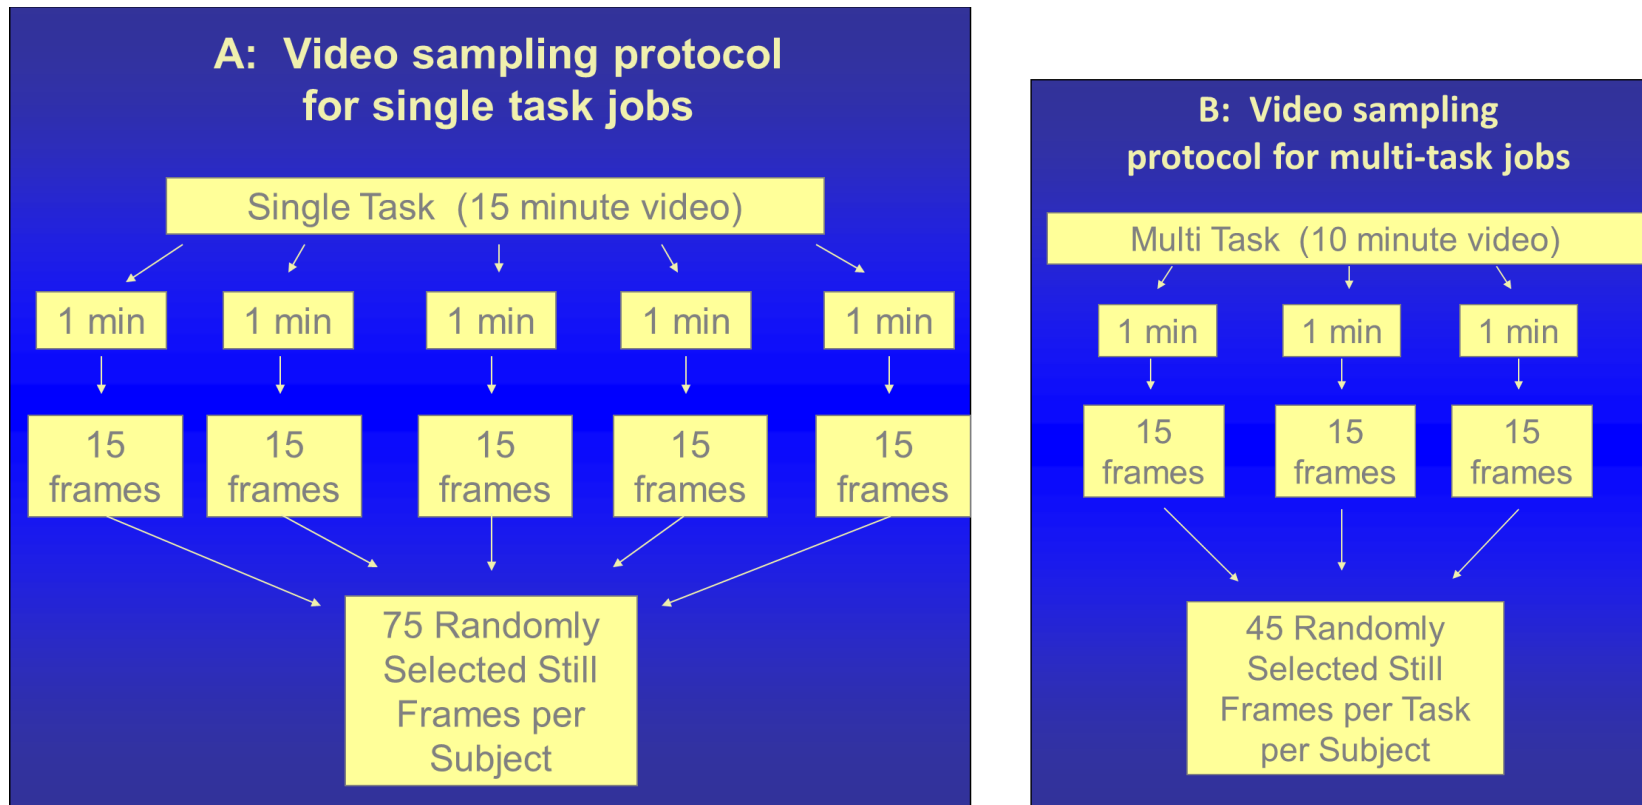 A:  Video sampling protocol
for single task jobs
Single Task  (15 minute video)
1 min
1 min
1 min
1 min
1 min
15
frames
15
frames
15
frames
15
frames
15
frames
75 Randomly
Selected Still
Frames per
Subject
B:  Video sampling
protocol for multi-task jobs
Multi Task  (10 minute video)
1 min
1 min
1 min
15
frames
15
frames
15
frames
45 Randomly
Selected Still
Frames per Task
per Subject